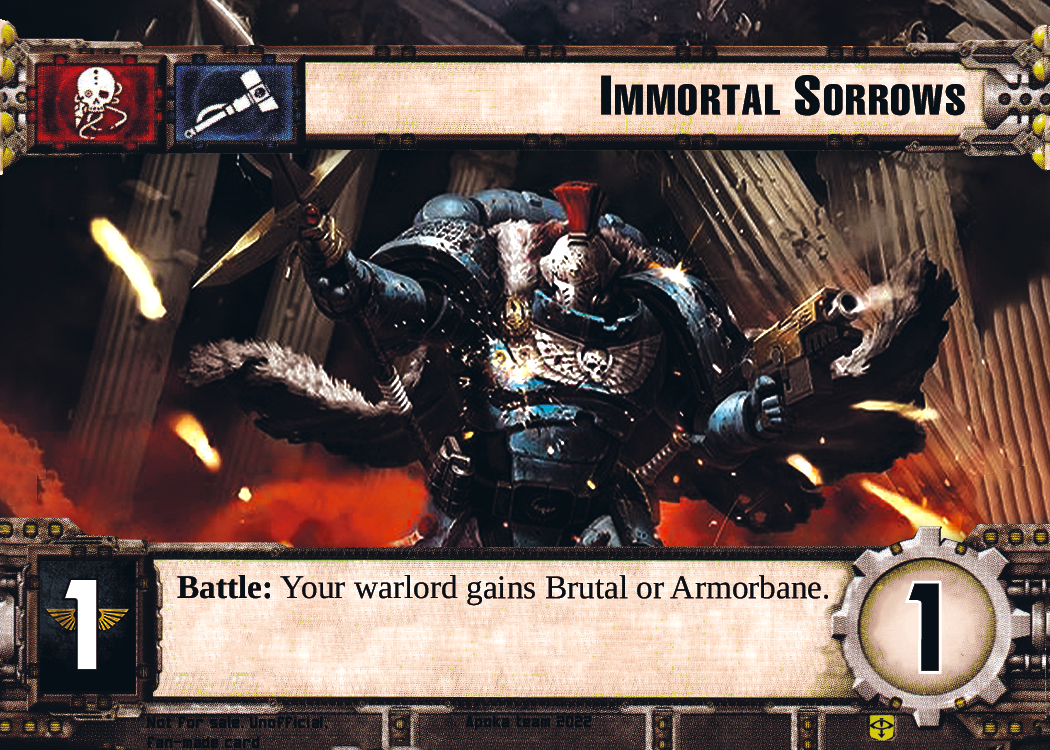 Immortal Sorrows
Battle: Your warlord gains Brutal or Armorbane.
1
1
Not for sale. Unofficial.
Apoka team 2022
Fan-made card